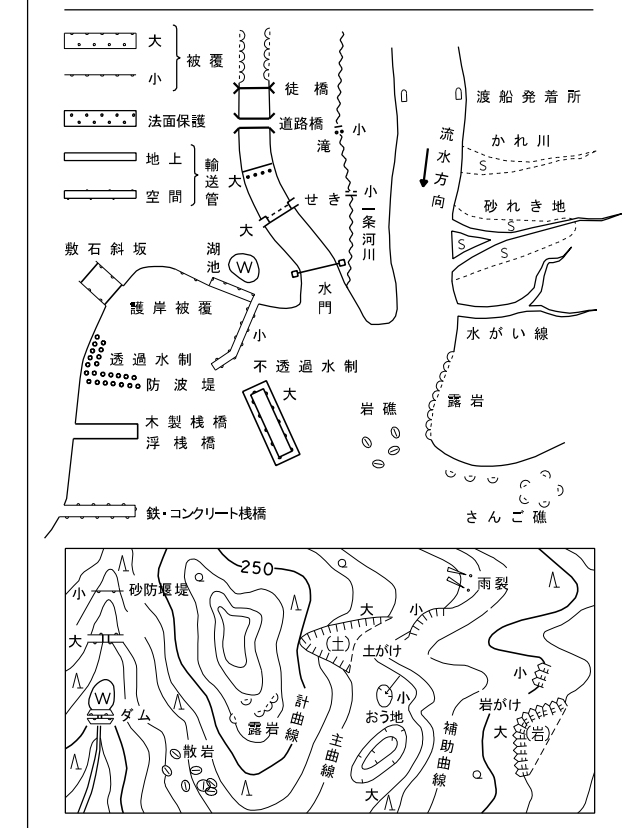 大
小
被覆
法面保護
地上
空間
輸送管
徒橋
道路橋
小
滝
大
せき
小
大
一条河川
渡船発着所
流水方向
かれ川
S
砂れき地
S
S
S
水がい線
敷石斜坂
湖池
W
水門
護岸被覆
小
透過水制
防波堤
不透過水制
大
岩礁
露岩
木製桟橋
浮桟橋
さんご礁
鉄・コンクリート桟橋
250
小
砂防堰堤
大
W
ダム
散岩
露岩
計曲線
主曲線
大
小
(土)
土がけ
雨裂
小
おう地
大
補助曲線
小
岩がけ
大
(岩)